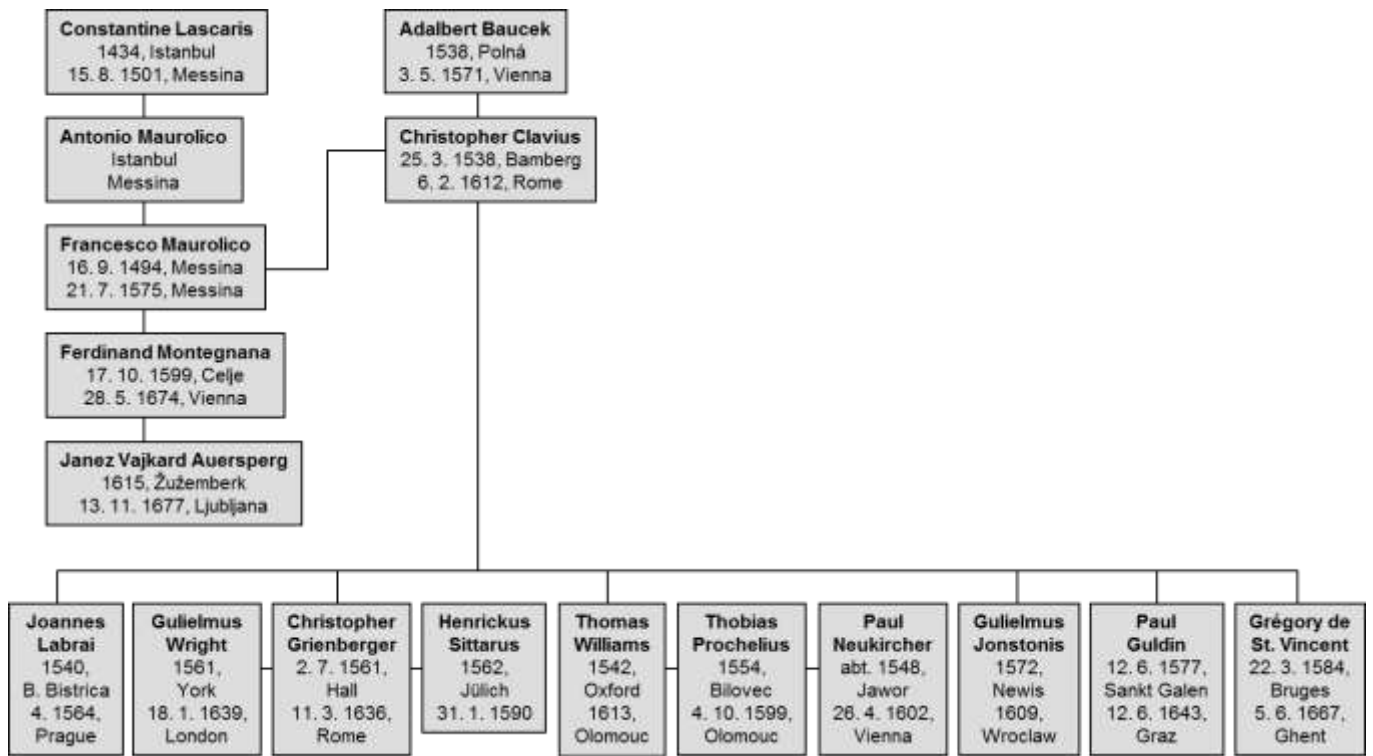 Constantine Lascaris
1434, Istanbul
15. 8. 1501, Messina
Adalbert Baucek
1538, Polná
3. 5. 1571, Vienna
Antonio Maurolico
Istanbul
Messina
Christopher Clavius
25. 3. 1538, Bamberg
6. 2. 1612, Rome
Francesco Maurolico
16. 9. 1494, Messina
21. 7. 1575, Messina
Ferdinand Montegnana
17. 10. 1599, Celje
28. 5. 1674, Vienna
Janez Vajkard Auersperg
1615, Žužemberk
13. 11. 1677, Ljubljana
Joannes
Labrai
1540,
B. Bistrica
4. 1564,
Prague
Gulielmus
Wright
1561,
York
18. 1. 1639,
London
Christopher
Grienberger
2. 7. 1561,
Hall
11. 3. 1636,
Rome
Henrickus
Sittarus
1562,
Jülich
31. 1. 1590
Thomas
Williams
1542,
Oxford
1613,
Olomouc
Thobias
Prochelius
1554,
Bilovec
4. 10. 1599,
Olomouc
Paul
Neukircher
abt. 1548,
Jawor
26. 4. 1602,
Vienna
Gulielmus
Jonstonis
1572,
Newis
1609,
Wroclaw
Paul
Guldin
12. 6. 1577,
Sankt Galen
12. 6. 1643,
Graz
Grégory de
St. Vincent
22. 3. 1584,
Bruges
5. 6. 1667,
Ghent